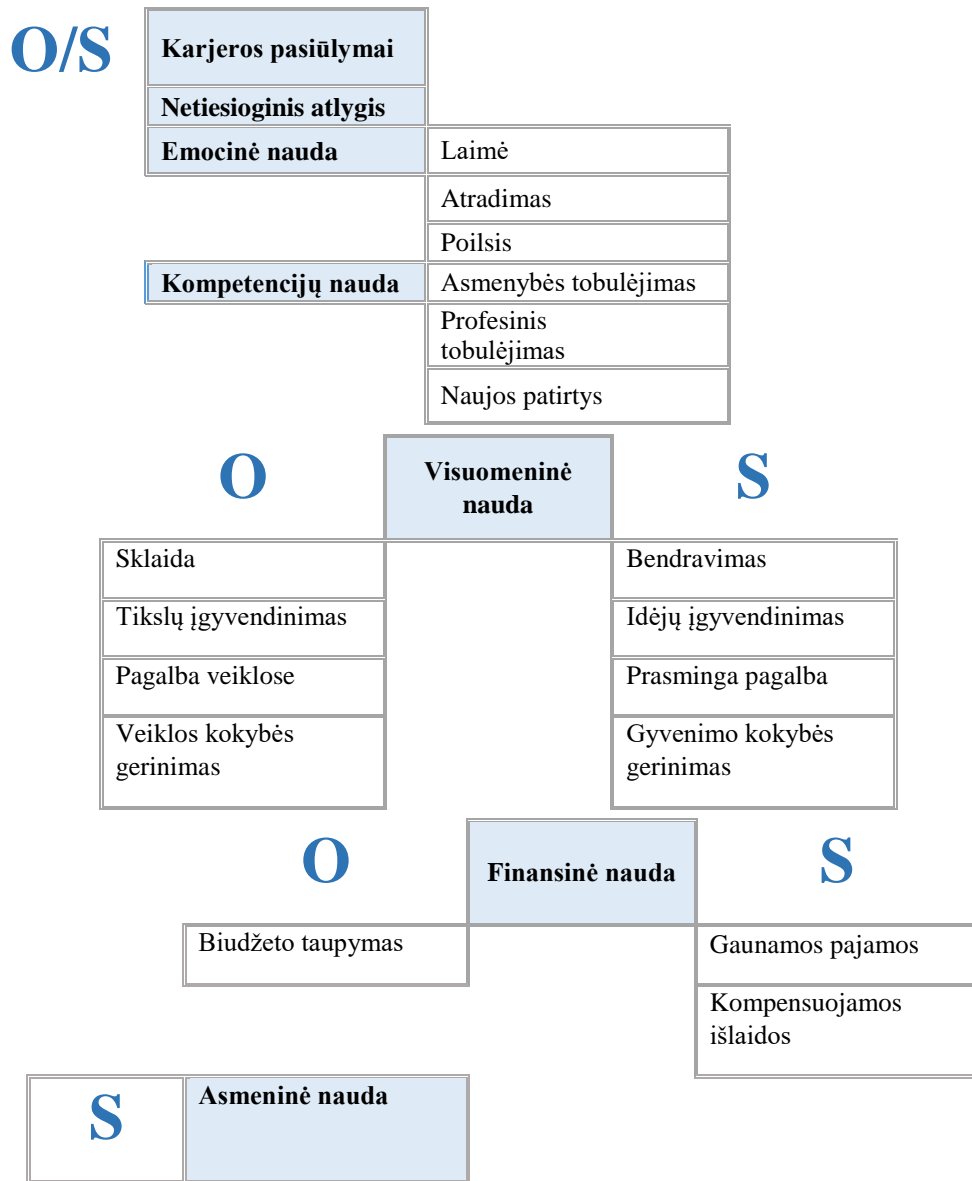 O/S
Karjeros pasiūlymai
Netiesioginis atlygis
Emocinė nauda
Laimė
Atradimas
Poilsis
Kompetencijų nauda
Asmenybės tobulėjimas
Profesinis
tobulėjimas
Naujos patirtys
O
Visuomeninė
nauda
S
Sklaida
Bendravimas
Tikslų įgyvendinimas
Idėjų įgyvendinimas
Pagalba veiklose
Prasminga pagalba
Veiklos kokybės
gerinimas
Gyvenimo kokybės
gerinimas
O
Finansinė nauda
S
Biudžeto taupymas
Gaunamos pajamos
Kompensuojamos
išlaidos
S
Asmeninė nauda